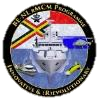 BE NL rMCM PROGRAMME
INNOVATIVE & (R)EVOLUTIONARY